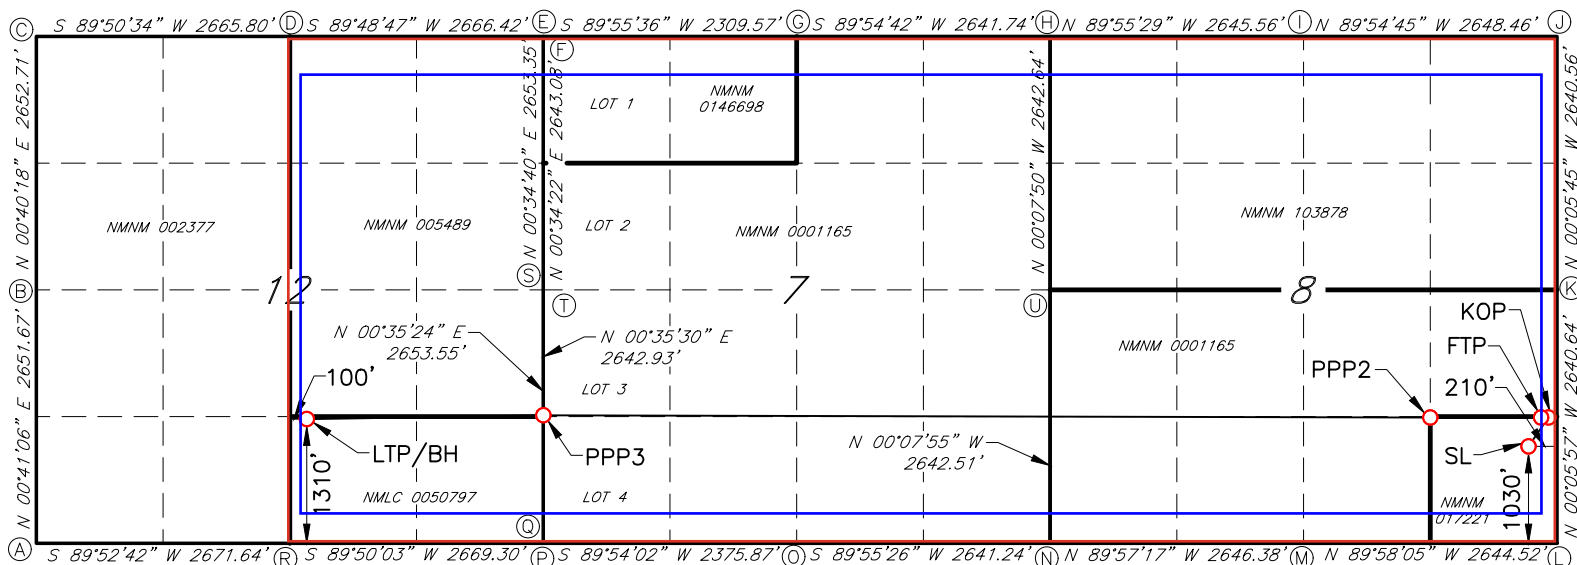 C S 89°50'34" W 2665.80' D S 89°48'47" W 2666.42' E S 89°55'36" W 2309.57' G S 89°54'42" W 2641.74' H N 89°55'29" W 2645.56' I N 89°54'45" W 2648.46' J
N 00°40'18" E 2652.71'
N 00°34'40" E 2653.35'
F
N 00°34'22" E 2643.08'
N 00°07'50" W 2642.64'
N 00°05'45" W 2640.56'
LOT 1
NMNM
0146698
NMNM 002377
NMNM 005489
LOT 2
NMNM 0001165
NMNM 103878
B
12
S
T
7
U
8
K
N 00°41'06" E 2651.67'
N 00°35'24" E
2653.55'
N 00°35'30" E
2642.93'
NMNM 0001165
KOP
FTP
210'
PPP2
N 00°05'57" W 2640.64'
100'
LOT 3
LTP/BH
PPP3
N 00°07'55" W
2642.51'
SL
1310'
NMLC 0050797
LOT 4
NMNM
017221
1030'
Q
A S 89°52'42" W 2671.64' R S 89°50'03" W 2669.30' P S 89°54'02" W 2375.87' O S 89°55'26" W 2641.24' N N 89°57'17" W 2646.38' M N 89°58'05" W 2644.52' L